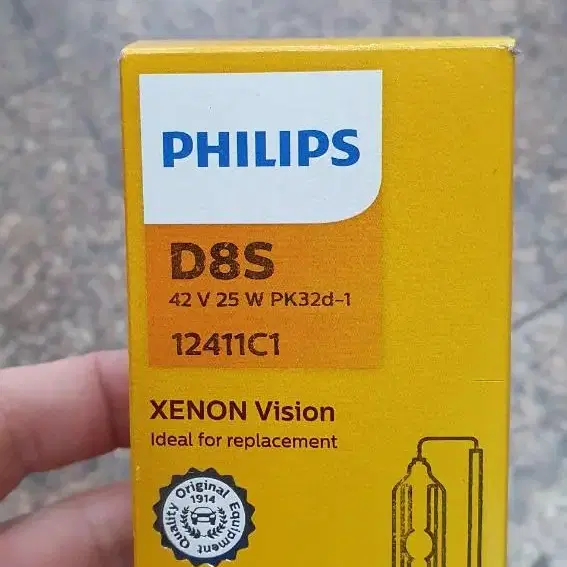 PHILIPS
D8S
42 V 25 W PK32d-1
12411C1
XENON Vision
Ideal for replacement
Original Equipment Quality
1914